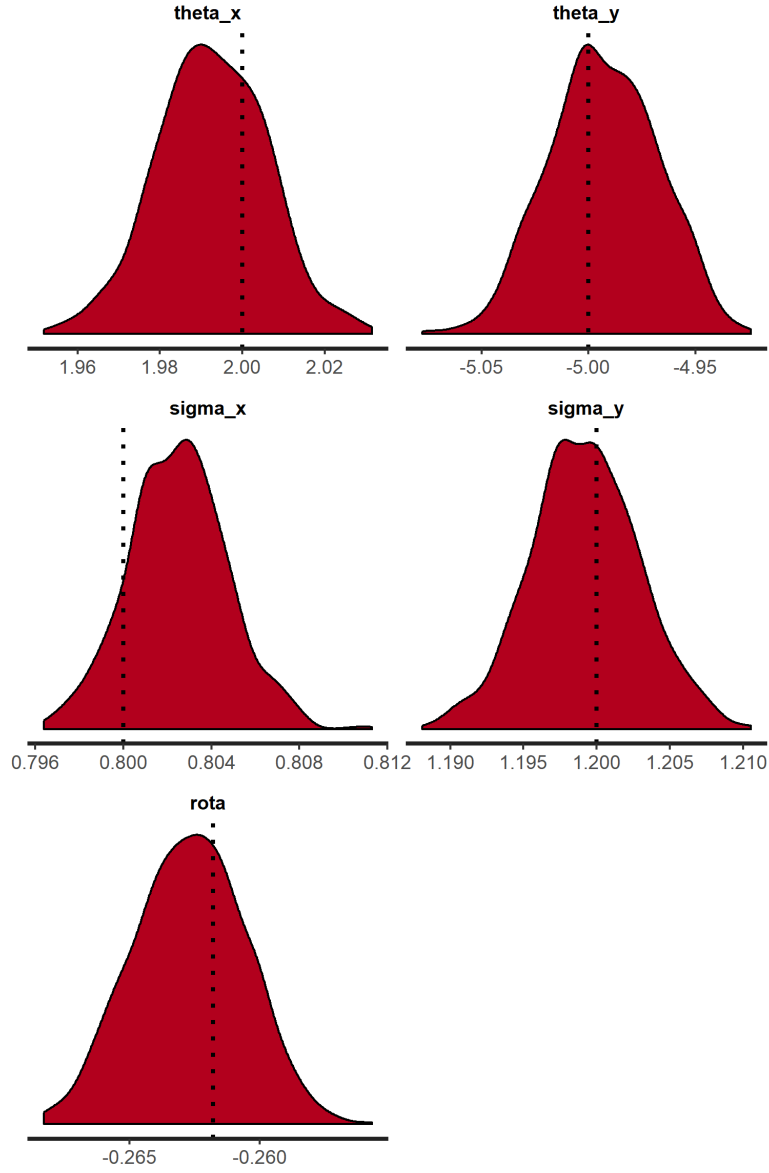 theta_x theta_y
1.96 1.98 2.00 2.02 -5.05 -5.00 -4.95
sigma_x sigma_y
0.796 0.800 0.804 0.808 0.812 1.190 1.195 1.200 1.205 1.210
rota
-0.265 -0.260